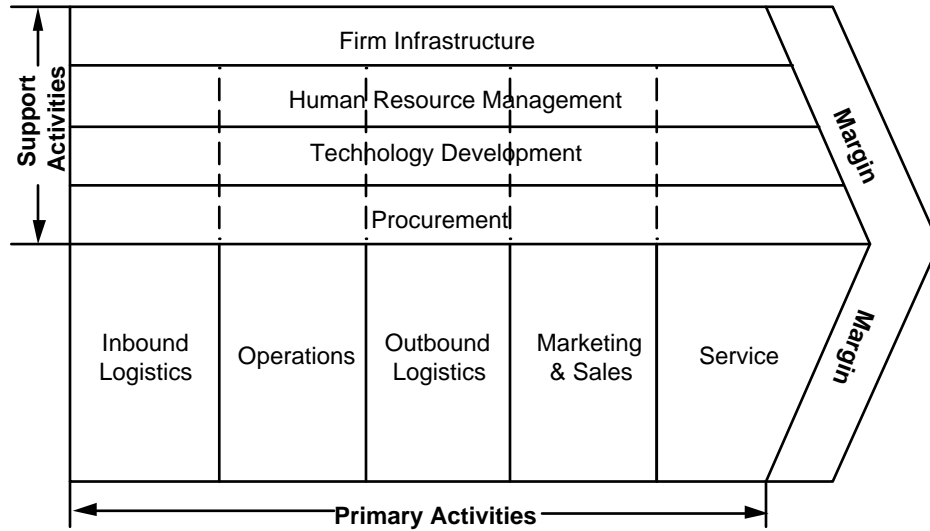 Firm Infrastructure
Human Resource Management
Technology Development
Procurement
Support
Activities
Margin
Inbound
Logistics
Operations
Outbound
Logistics
Marketing
& Sales
Service
Margin
Primary Activities